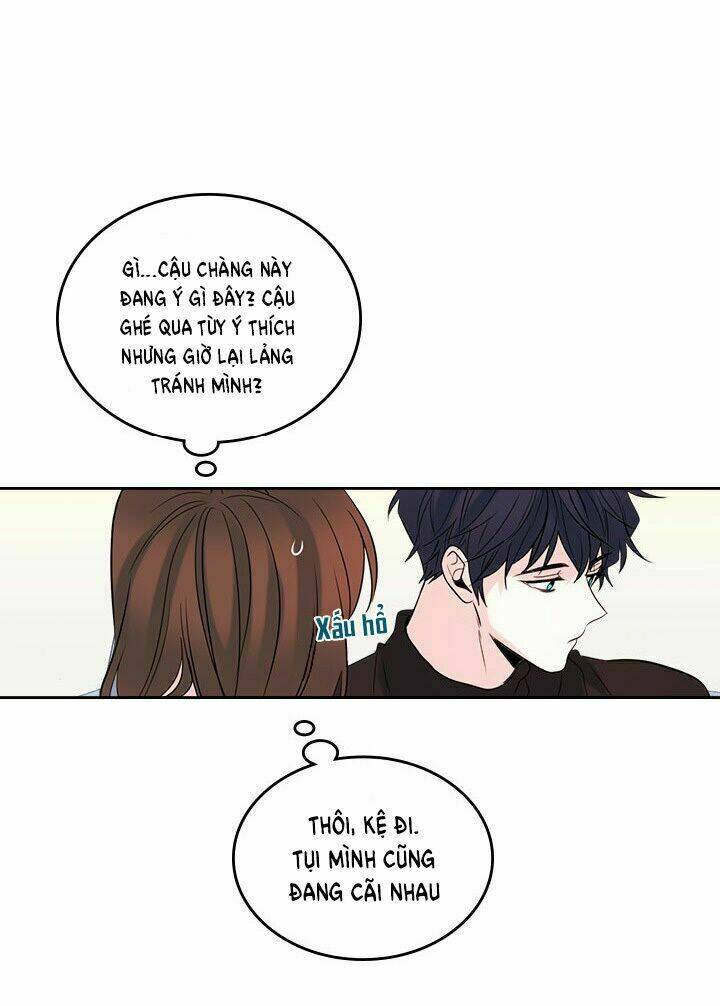 GÌ...CẬU CHÀNG NÀY
ĐANG Ý GÌ ĐÂY? CẬU
GHÉ QUA TỪY Ý THÍCH
NHƯNG GIỜ LẠI LẢNG
TRÁNH MÌNH?
Xấu hổ
THÔI, KỆ ĐI.
TỤI MÌNH CŨNG
ĐANG CÃI NHAU